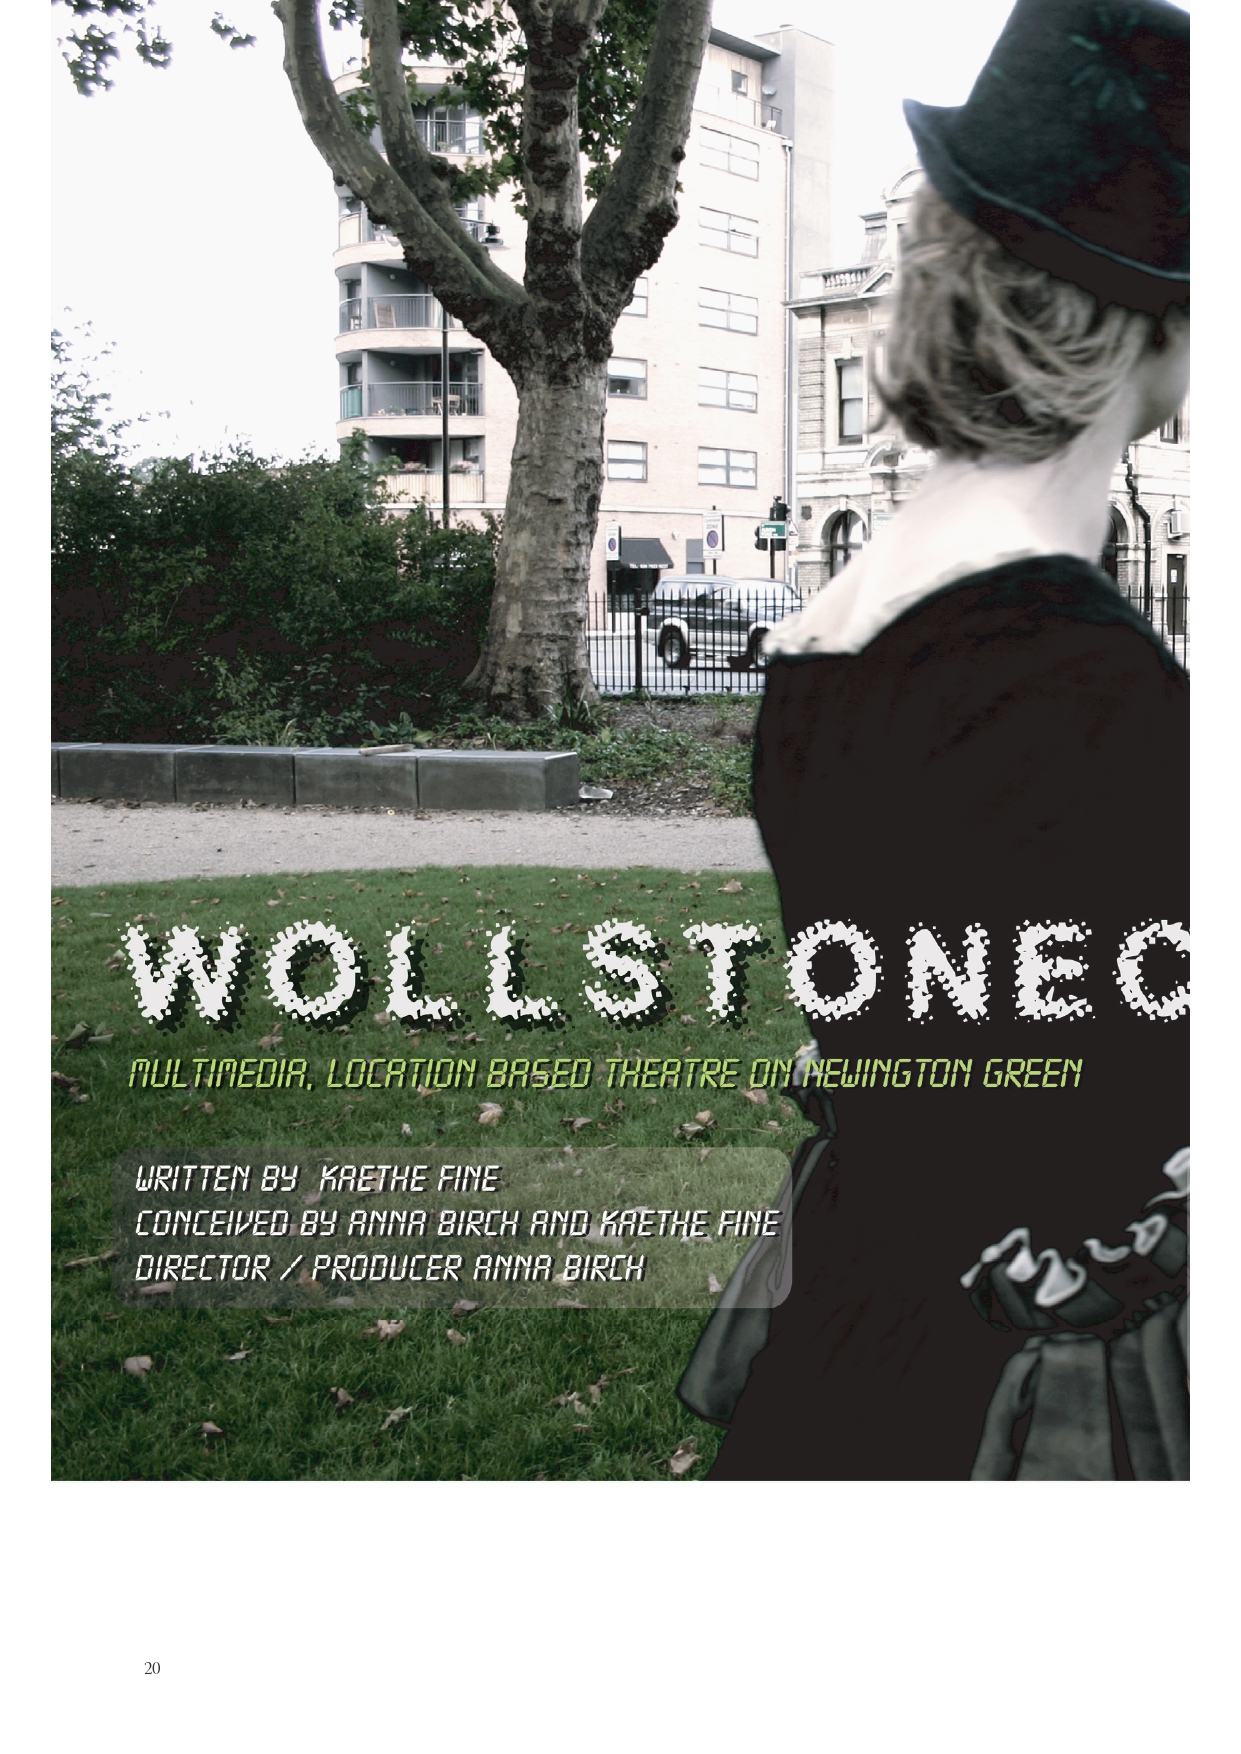 WOLLSTONEC
MULTIMEDIA, LOCATION BASED THEATRE ON NEWINGTON GREEN
WRITTEN BY KAETHE FINE
CONCEIVED BY ANNA BIRCH AND KAETHE FINE
DIRECTOR / PRODUCER ANNA BIRCH
20